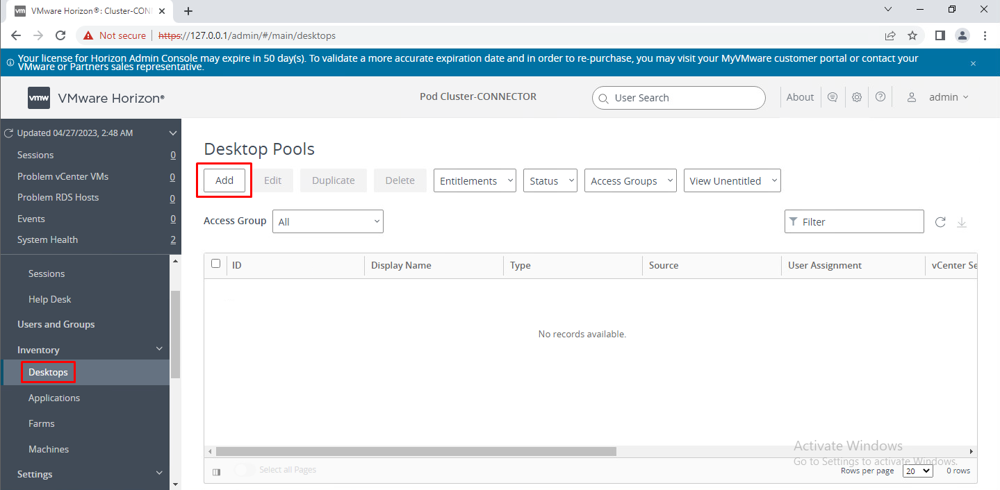 vm VMware Horizon®: Cluster-CON
Not secure https://127.0.0.1/admin/#/main/desktops
Your license for Horizon Admin Console may expire in 50 day(s). To validate a more accurate expiration date and in order to re-purchase, you may visit your MyVMware customer portal or contact your
VMware or Partners sales representative.
vmw VMware Horizon®
Pod Cluster-CONNECTOR
User Search
About
admin
Updated 04/27/2023, 2:48 AM
Sessions 0
Problem vCenter VMs 0
Problem RDS Hosts 0
Events 0
System Health 2
Sessions
Help Desk
Users and Groups
Inventory
Desktops
Applications
Farms
Machines
Settings
Desktop Pools
Add Edit Duplicate Delete Entitlements Status Access Groups View Unentitled
Access Group All Filter
ID Display Name Type Source User Assignment vCenter Se
No records available.
Activate Windows
Go to Settings to activate Windows.
Select all Pages
Rows per page 20 0 rows